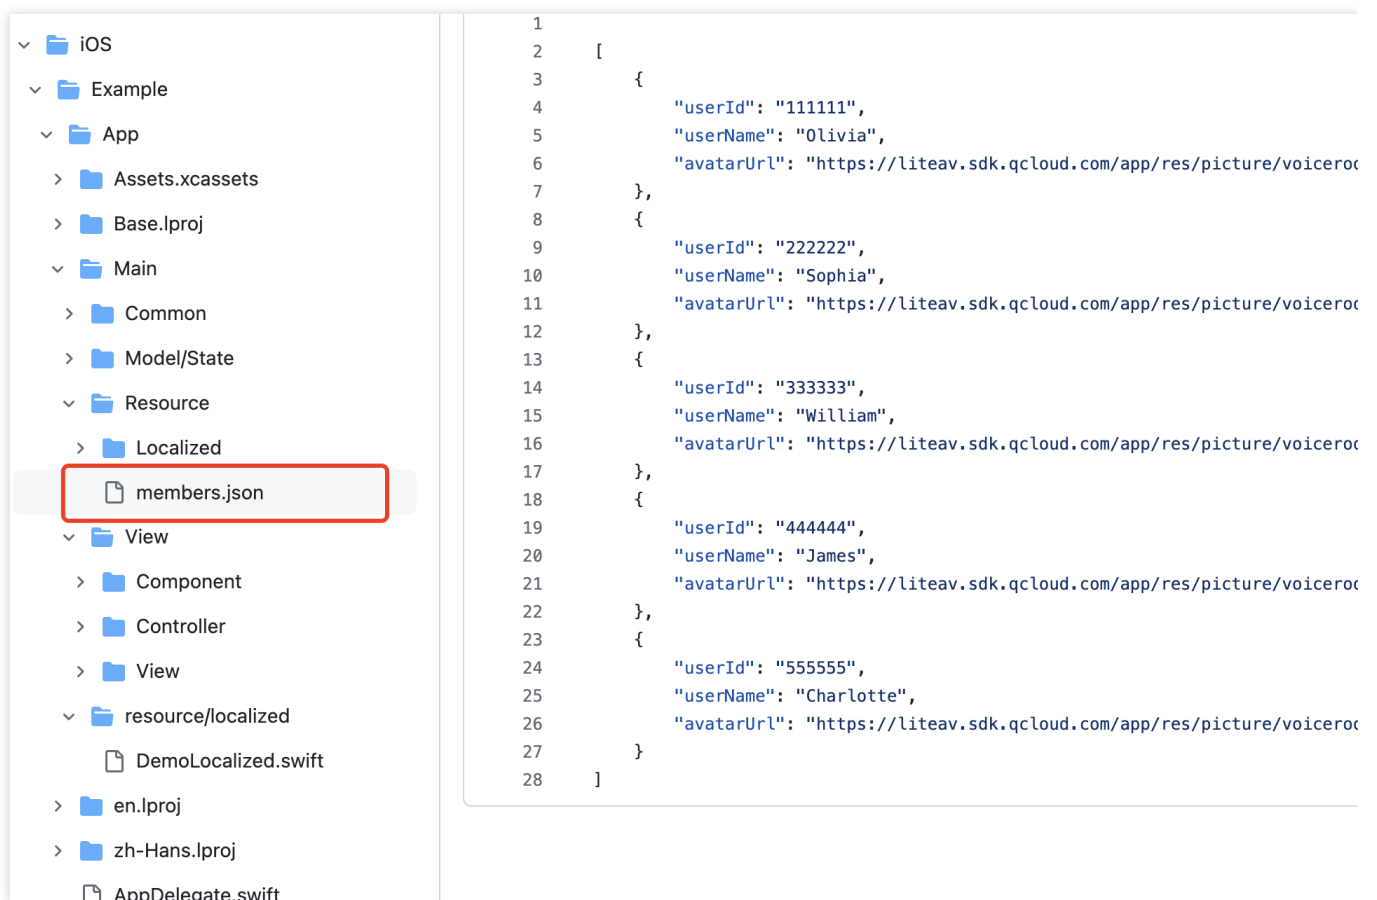 iOS
Example
App
Assets.xcassets
Base.lproj
Main
Common
Model/State
Resource
Localized
members.json
View
Component
Controller
View
resource/localized
DemoLocalized.swift
en.lproj
zh-Hans.lproj
AppDelegate.swift
1
2 [
3 {
4 "userId": "111111",
5 "userName": "Olivia",
6 "avatarUrl": "https://liteav.sdk.qcloud.com/app/res/picture/voiceroo
7 },
8 {
9 "userId": "222222",
10 "userName": "Sophia",
11 "avatarUrl": "https://liteav.sdk.qcloud.com/app/res/picture/voiceroo
12 },
13 {
14 "userId": "333333",
15 "userName": "William",
16 "avatarUrl": "https://liteav.sdk.qcloud.com/app/res/picture/voiceroo
17 },
18 {
19 "userId": "444444",
20 "userName": "James",
21 "avatarUrl": "https://liteav.sdk.qcloud.com/app/res/picture/voiceroo
22 },
23 {
24 "userId": "555555",
25 "userName": "Charlotte",
26 "avatarUrl": "https://liteav.sdk.qcloud.com/app/res/picture/voiceroo
27 }
28 ]